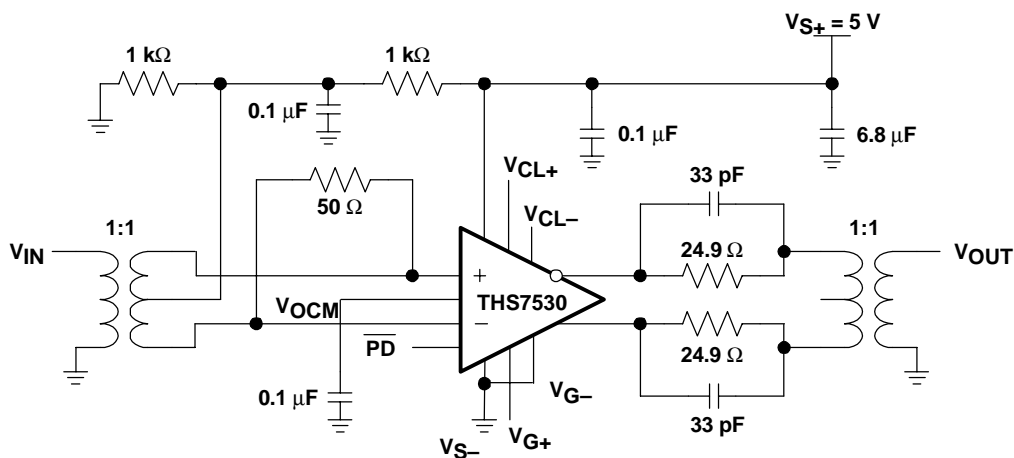 V_S+ = 5 V
1 kΩ
1 kΩ
0.1 μF
0.1 μF
6.8 μF
V_CL+
33 pF
50 Ω
V_CL–
1:1
1:1
V_IN
24.9 Ω
V_OUT
+
THS7530
V_OCM
–
P̅D̅
24.9 Ω
0.1 μF
V_G–
33 pF
V_S–
V_G+